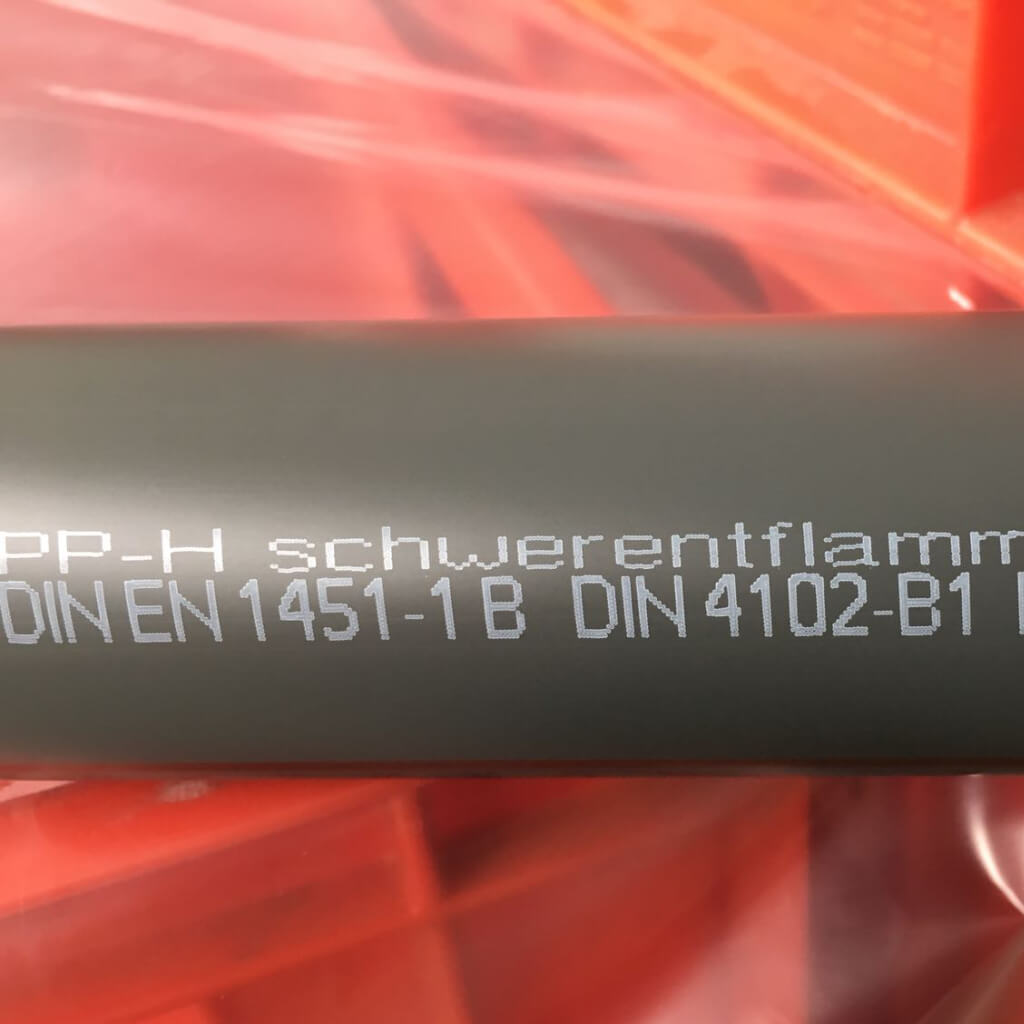 PP-H schwerentflamm
DIN EN 1451-1 B DIN 4102-B1